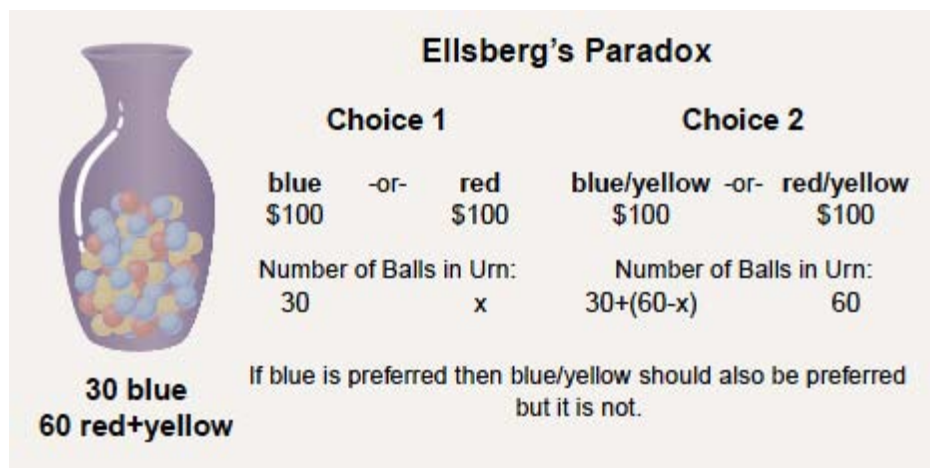 Ellsberg’s Paradox
Choice 1
Choice 2
blue -or- red
blue/yellow -or- red/yellow
$100 $100
$100 $100
Number of Balls in Urn:
Number of Balls in Urn:
30 x
30+(60-x) 60
If blue is preferred then blue/yellow should also be preferred
but it is not.
30 blue
60 red+yellow